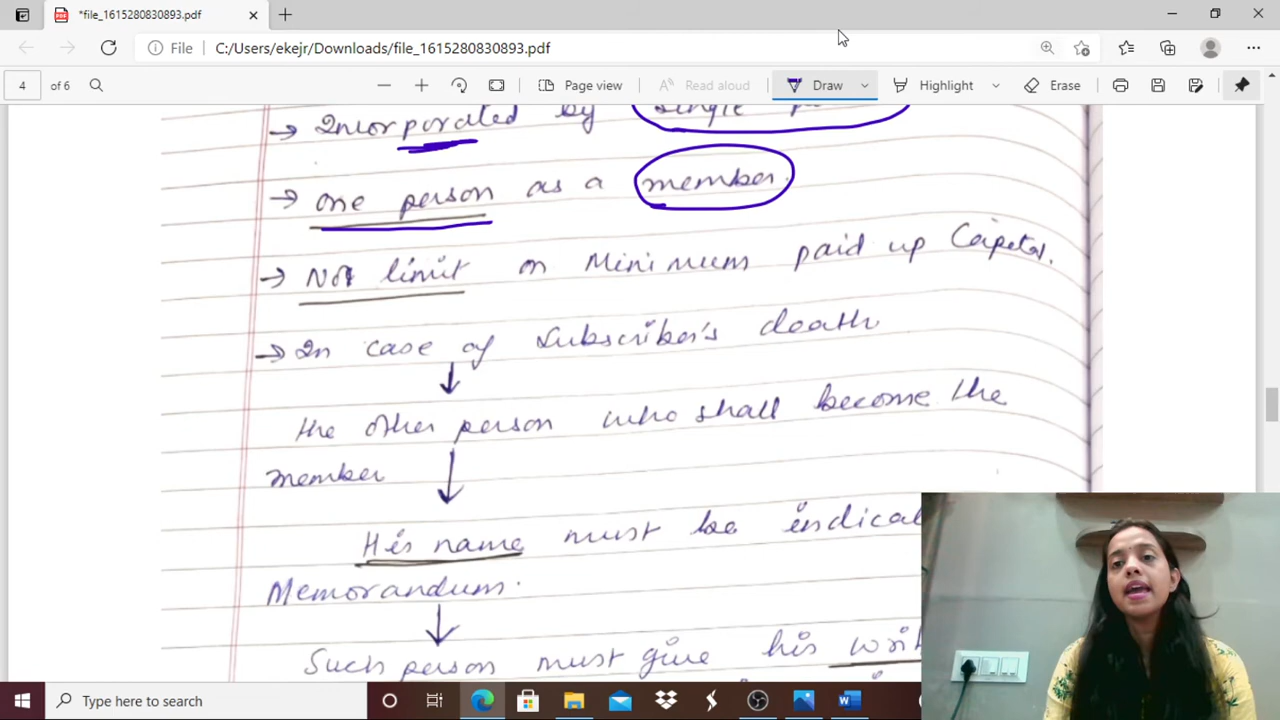 *file_1615280830893.pdf
File C:/Users/ekejr/Downloads/file_1615280830893.pdf
4 of 6 Page view Read aloud Draw Highlight Erase
→ Incorporated by single
→ one person as a member.
→ Not limit on Minimum paid up Capital.
→ In case of Subscriber's death
↓
the other person who shall become the
member ↓
His name must be indicat
Memorandum.
↓
Such person must give his writ
Type here to search